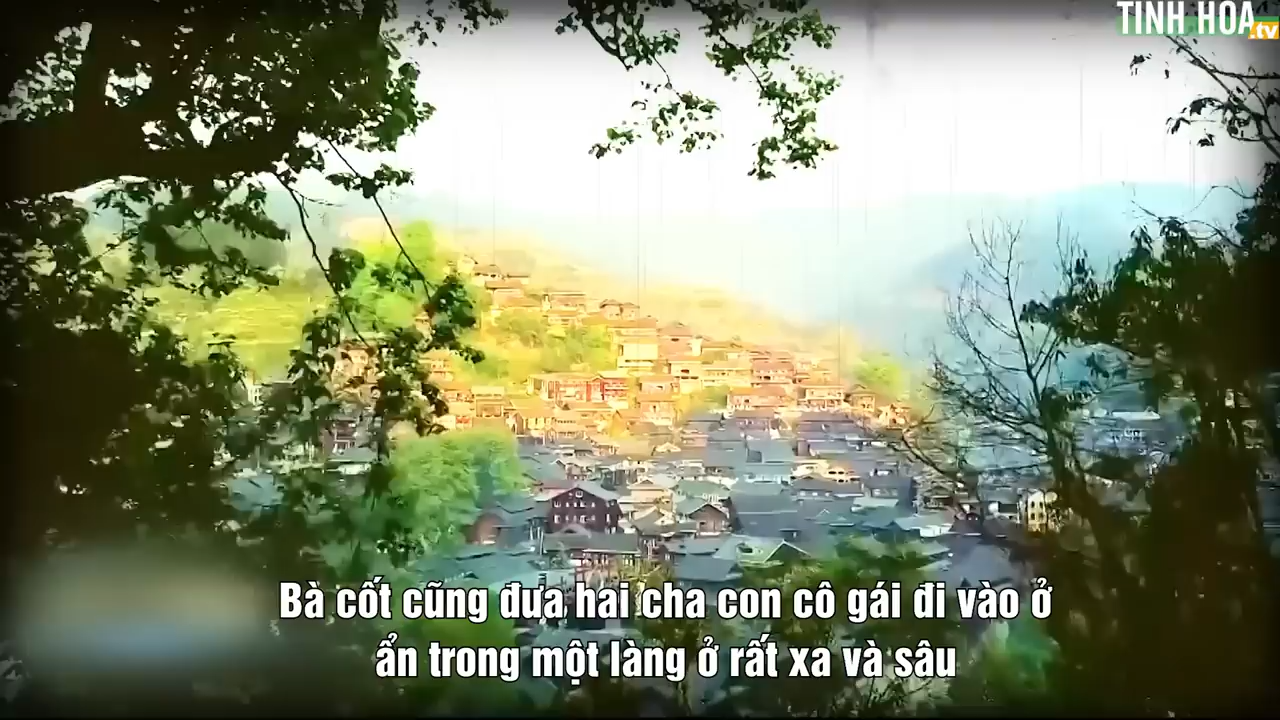 TINH HOA
.tv
Bà cốt cũng đưa hai cha con cô gái đi vào ở
ẩn trong một làng ở rất xa và sâu